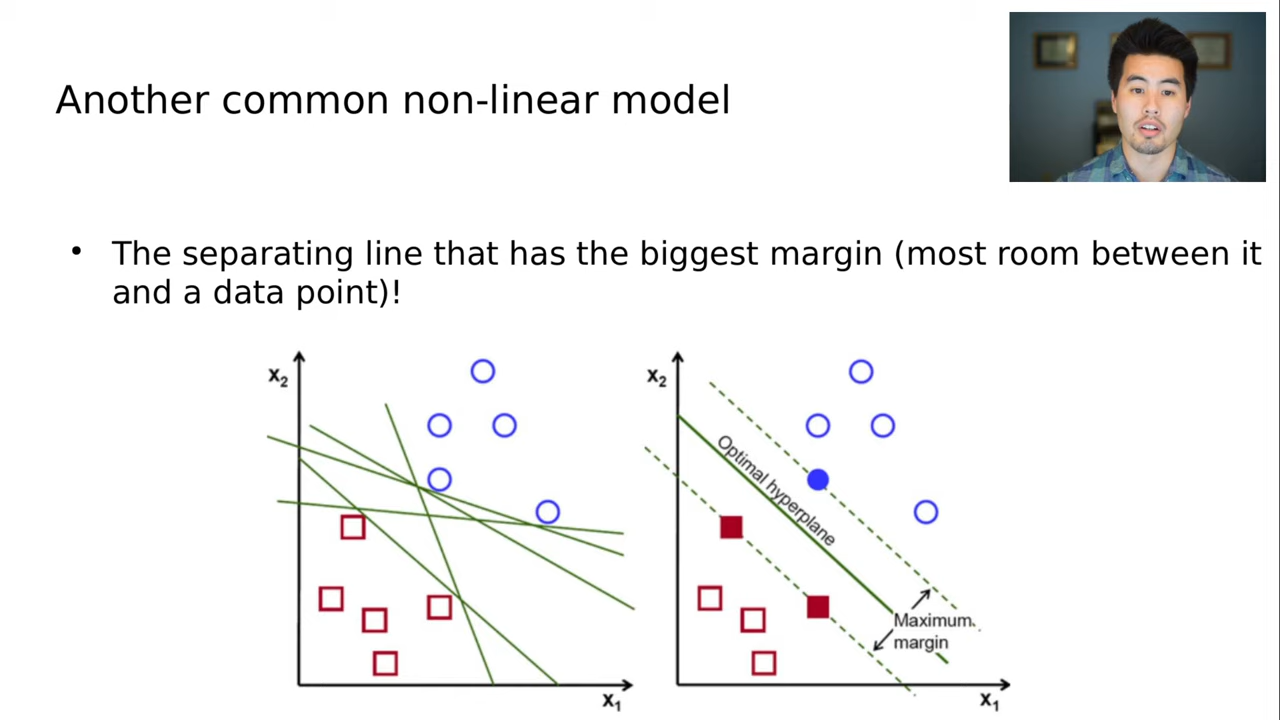 Another common non-linear model
• The separating line that has the biggest margin (most room between it
and a data point)!
x₂
x₁
x₂
Optimal hyperplane
Maximum
margin
x₁